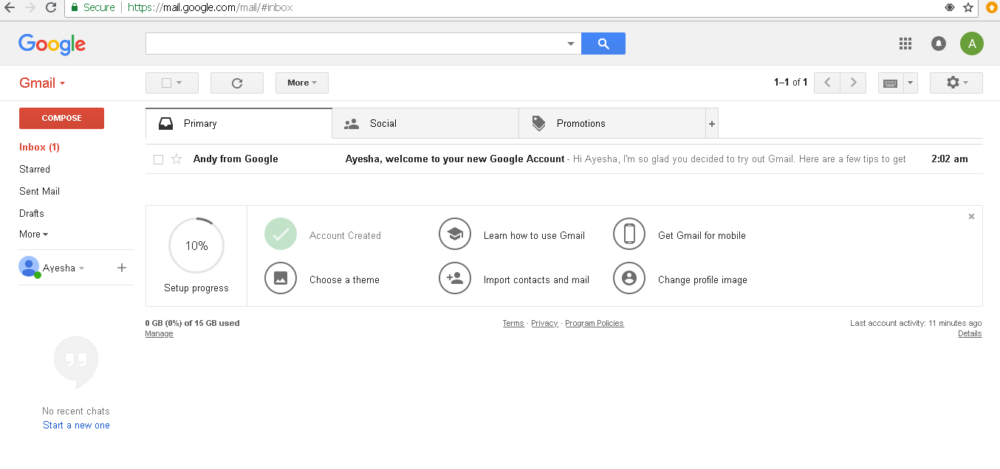 Secure https://mail.google.com/mail/#inbox
Google
A
Gmail
More
1–1 of 1
COMPOSE
Primary
Social
Promotions
+
Inbox (1)
Andy from Google Ayesha, welcome to your new Google Account - Hi Ayesha, I'm so glad you decided to try out Gmail. Here are a few tips to get 2:02 am
Starred
Sent Mail
Drafts
More
Ayesha +
10%
Setup progress
Account Created
Learn how to use Gmail
Get Gmail for mobile
Choose a theme
Import contacts and mail
Change profile image
0 GB (0%) of 15 GB used
Manage
Terms · Privacy · Program Policies
Last account activity: 11 minutes ago
Details
No recent chats
Start a new one